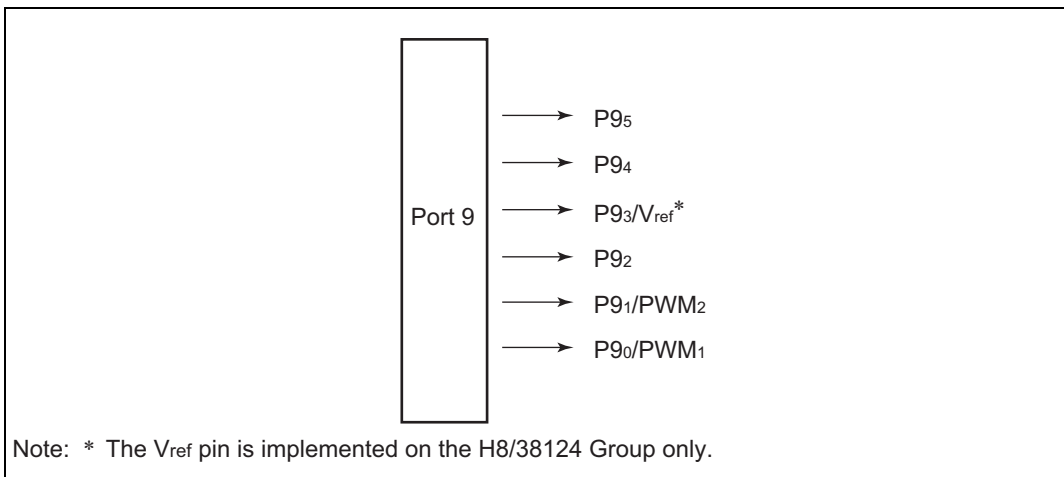 Port 9
P95
P94
P93/Vref*
P92
P91/PWM2
P90/PWM1
Note: * The Vref pin is implemented on the H8/38124 Group only.